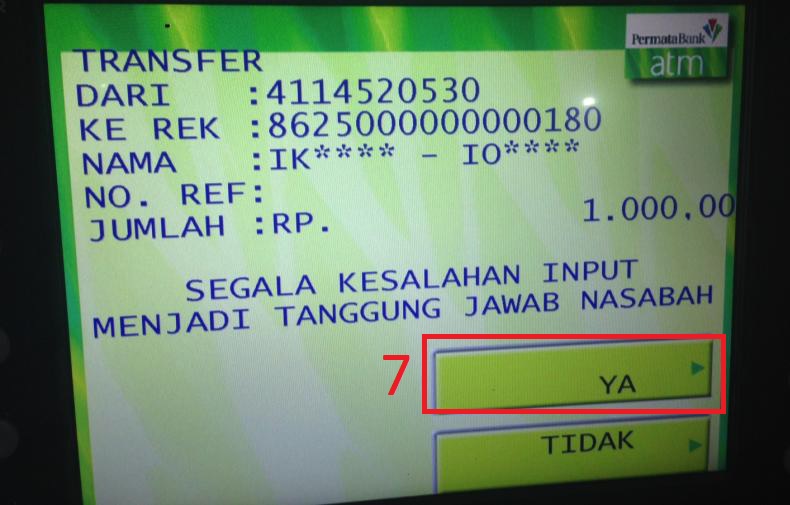 PermataBank
atm
TRANSFER
DARI :4114520530
KE REK :8625000000000180
NAMA :IK**** - IO****
NO. REF:
JUMLAH :RP. 1.000,00
SEGALA KESALAHAN INPUT
MENJADI TANGGUNG JAWAB NASABAH
7
YA
TIDAK